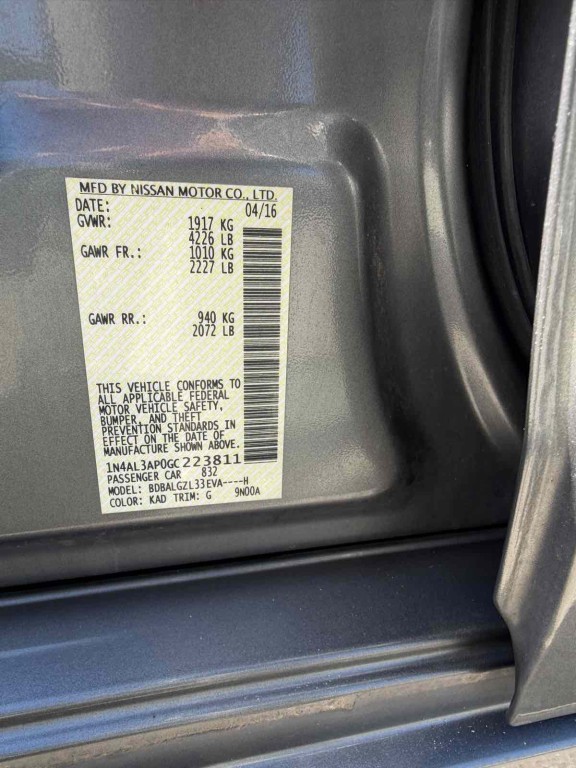 MFD BY NISSAN MOTOR CO., LTD.
DATE: 04/16
GVWR: 1917 KG
4226 LB
GAWR FR.: 1010 KG
2227 LB
GAWR RR.: 940 KG
2072 LB
THIS VEHICLE CONFORMS TO
ALL APPLICABLE FEDERAL
MOTOR VEHICLE SAFETY,
BUMPER, AND THEFT
PREVENTION STANDARDS IN
EFFECT ON THE DATE OF
MANUFACTURE SHOWN ABOVE.
1N4AL3AP0GC223811
PASSENGER CAR 832
MODEL: BDBALGZL33EVA----H
COLOR: KAD TRIM: G 9N00A